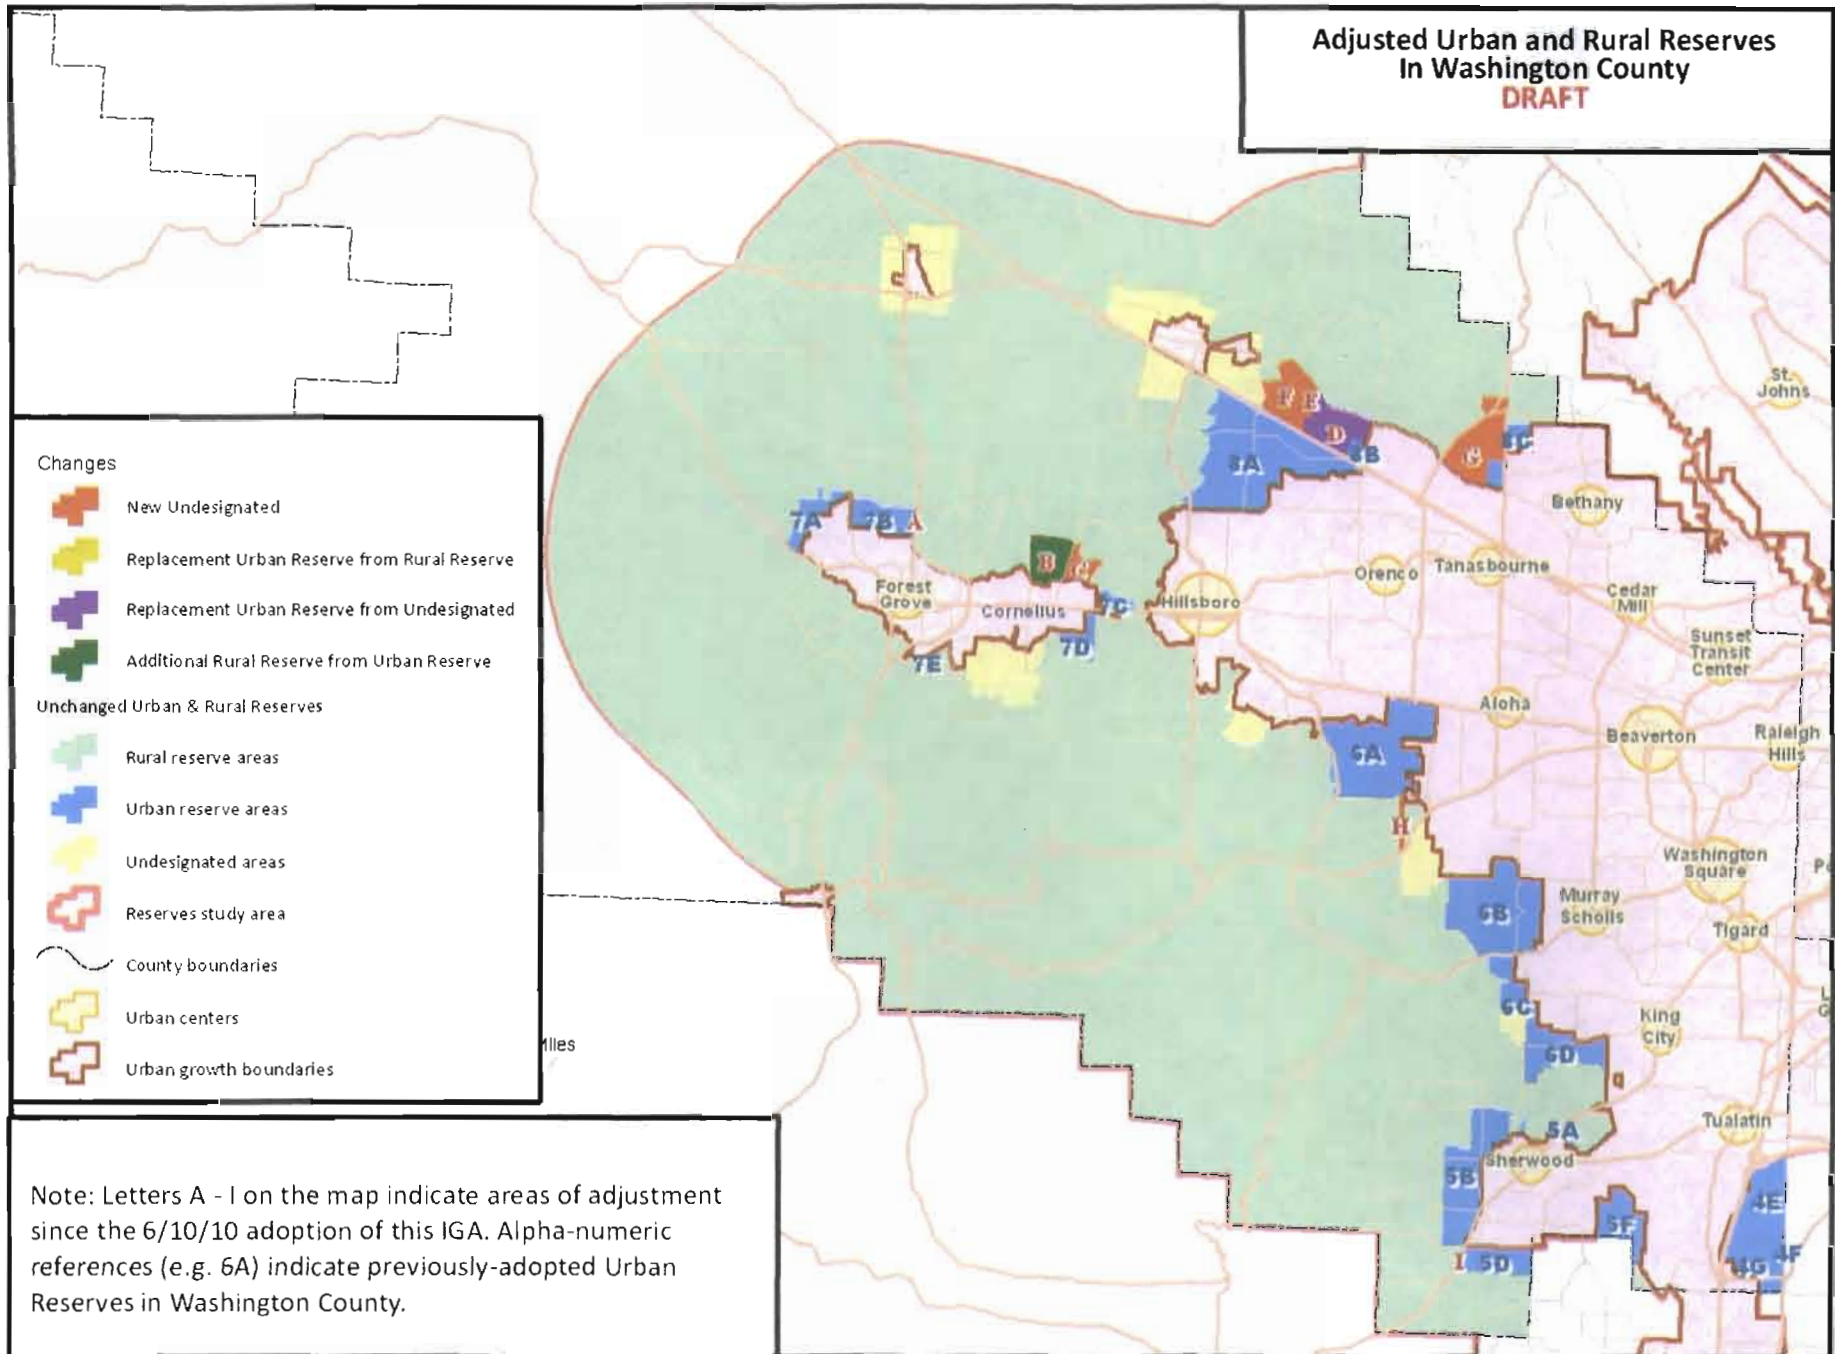 Adjusted Urban and Rural Reserves
In Washington County
DRAFT
Changes
New Undesignated
Replacement Urban Reserve from Rural Reserve
Replacement Urban Reserve from Undesignated
Additional Rural Reserve from Urban Reserve
Unchanged Urban & Rural Reserves
Rural reserve areas
Urban reserve areas
Undesignated areas
Reserves study area
County boundaries
Urban centers
Urban growth boundaries
Miles
Note: Letters A - I on the map indicate areas of adjustment
since the 6/10/10 adoption of this IGA. Alpha-numeric
references (e.g. 6A) indicate previously-adopted Urban
Reserves in Washington County.
St.
Johns
F
E
D
8B
8A
G
8C
Bethany
7A
7B
A
B
Forest
Grove
Cornelius
7C
7D
7E
Hillsboro
Orenco
Tanasbourne
Cedar
Mill
Sunset
Transit
Center
Aloha
Beaverton
Raleigh
Hills
6A
H
Washington
Square
6B
Murray
Scholls
Tigard
6C
King
City
6D
5A
Tualatin
Sherwood
5B
5F
4E
I
5D
4G
4F